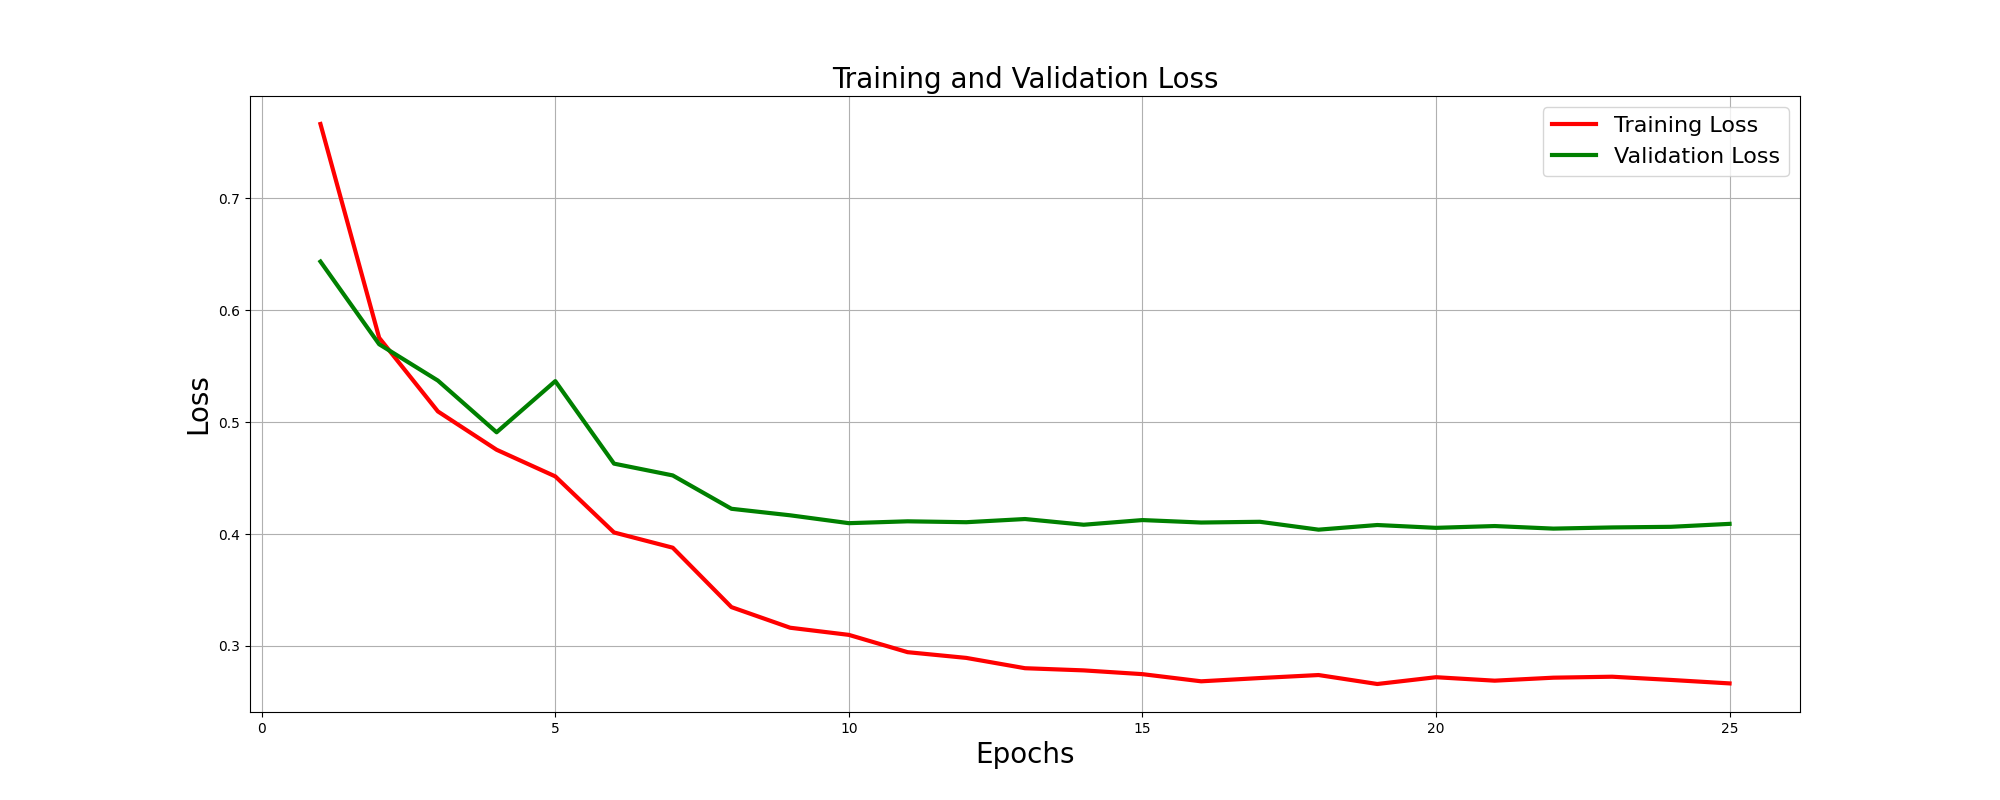 Training and Validation Loss
Training Loss
Validation Loss
0.7
0.6
0.5
0.4
0.3
Loss
0 5 10 15 20 25
Epochs